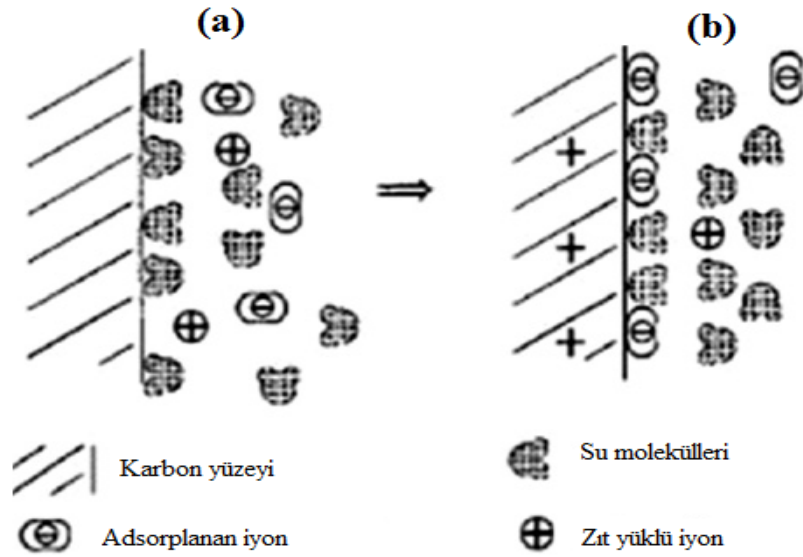 (a)
(b)
Karbon yüzeyi
Su molekülleri
Adsorplanan iyon
Zıt yüklü iyon